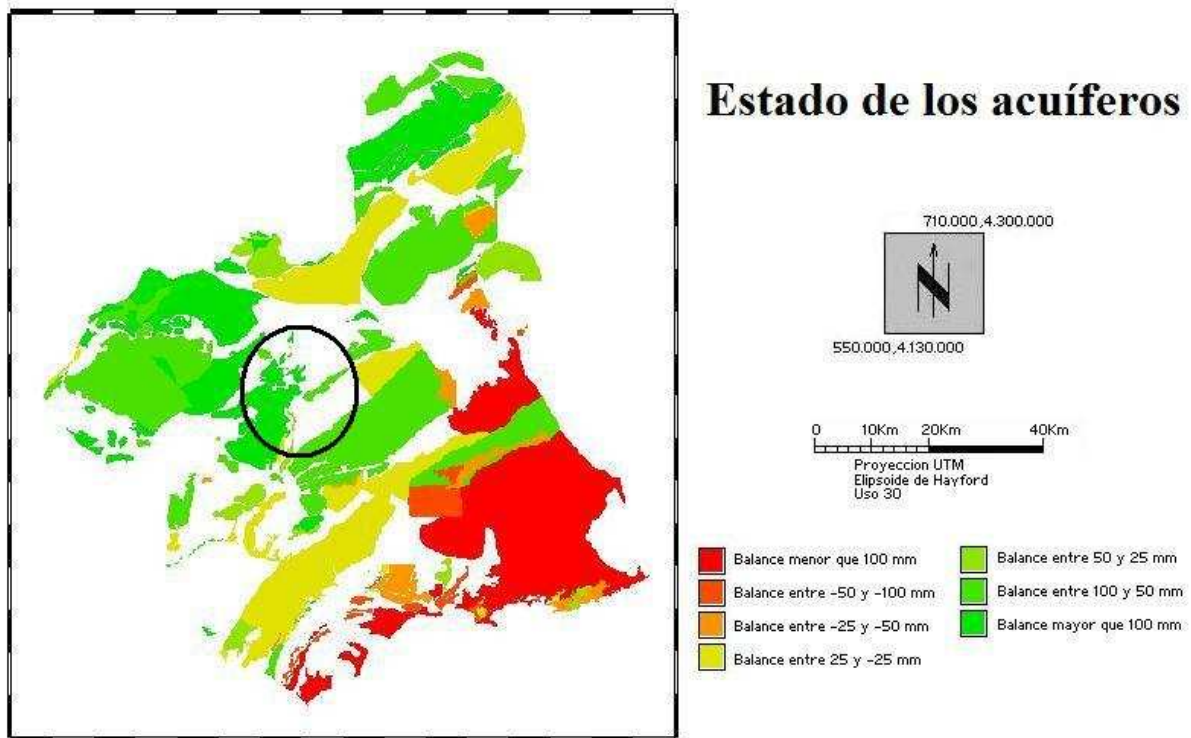 Estado de los acuíferos
710.000,4.300.000
N
550.000,4.130.000
0 10Km 20Km 40Km
Proyeccion UTM
Elipsoide de Hayford
Uso 30
Balance menor que 100 mm
Balance entre -50 y -100 mm
Balance entre -25 y -50 mm
Balance entre 25 y -25 mm
Balance entre 50 y 25 mm
Balance entre 100 y 50 mm
Balance mayor que 100 mm